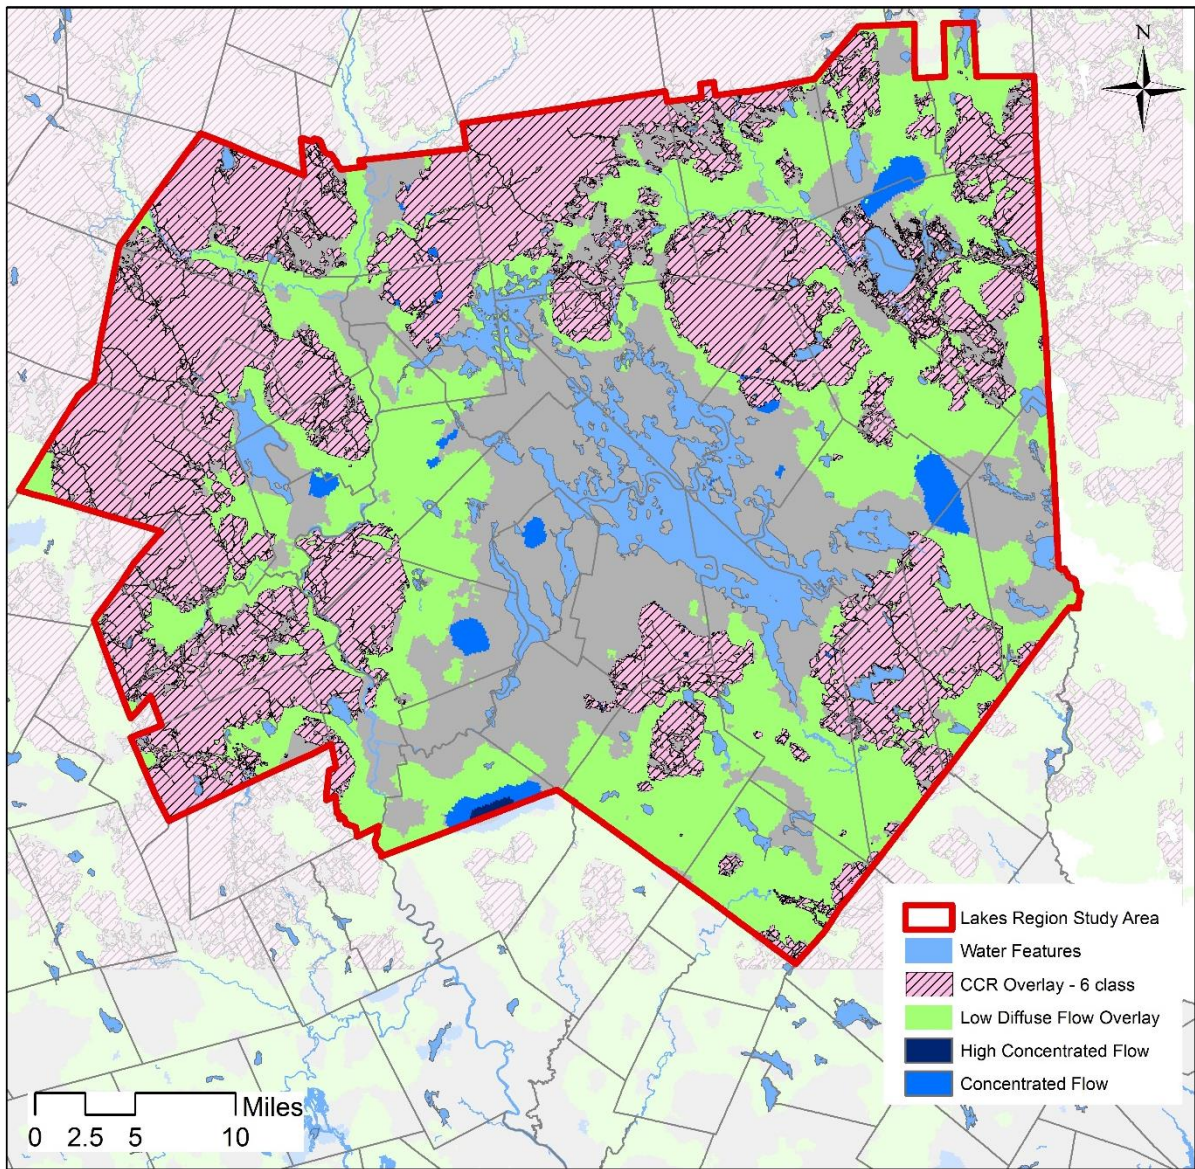 N
Lakes Region Study Area
Water Features
CCR Overlay - 6 class
Low Diffuse Flow Overlay
High Concentrated Flow
Concentrated Flow
Miles
0 2.5 5 10